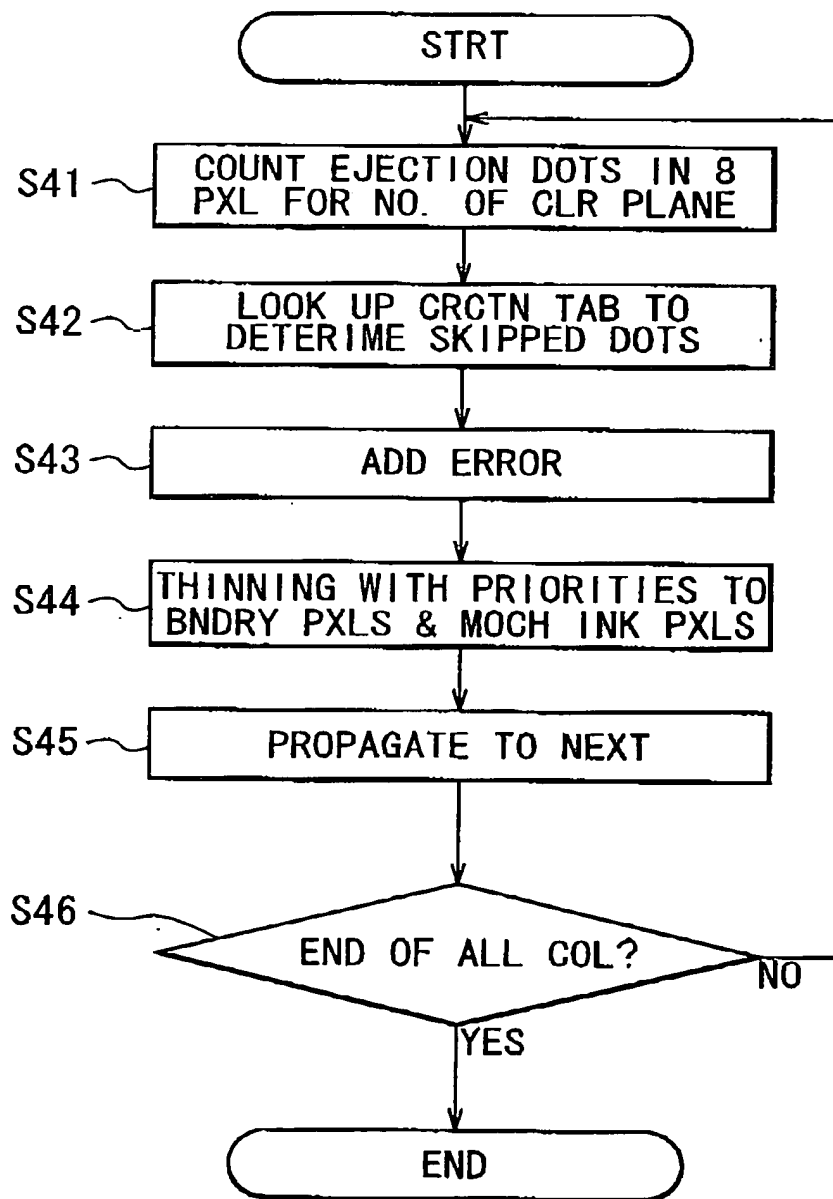 STRT
S41
COUNT EJECTION DOTS IN 8
PXL FOR NO. OF CLR PLANE
S42
LOOK UP CRCTN TAB TO
DETERIME SKIPPED DOTS
S43
ADD ERROR
S44
THINNING WITH PRIORITIES TO
BNDRY PXLS & MOCH INK PXLS
S45
PROPAGATE TO NEXT
S46
END OF ALL COL?
NO
YES
END